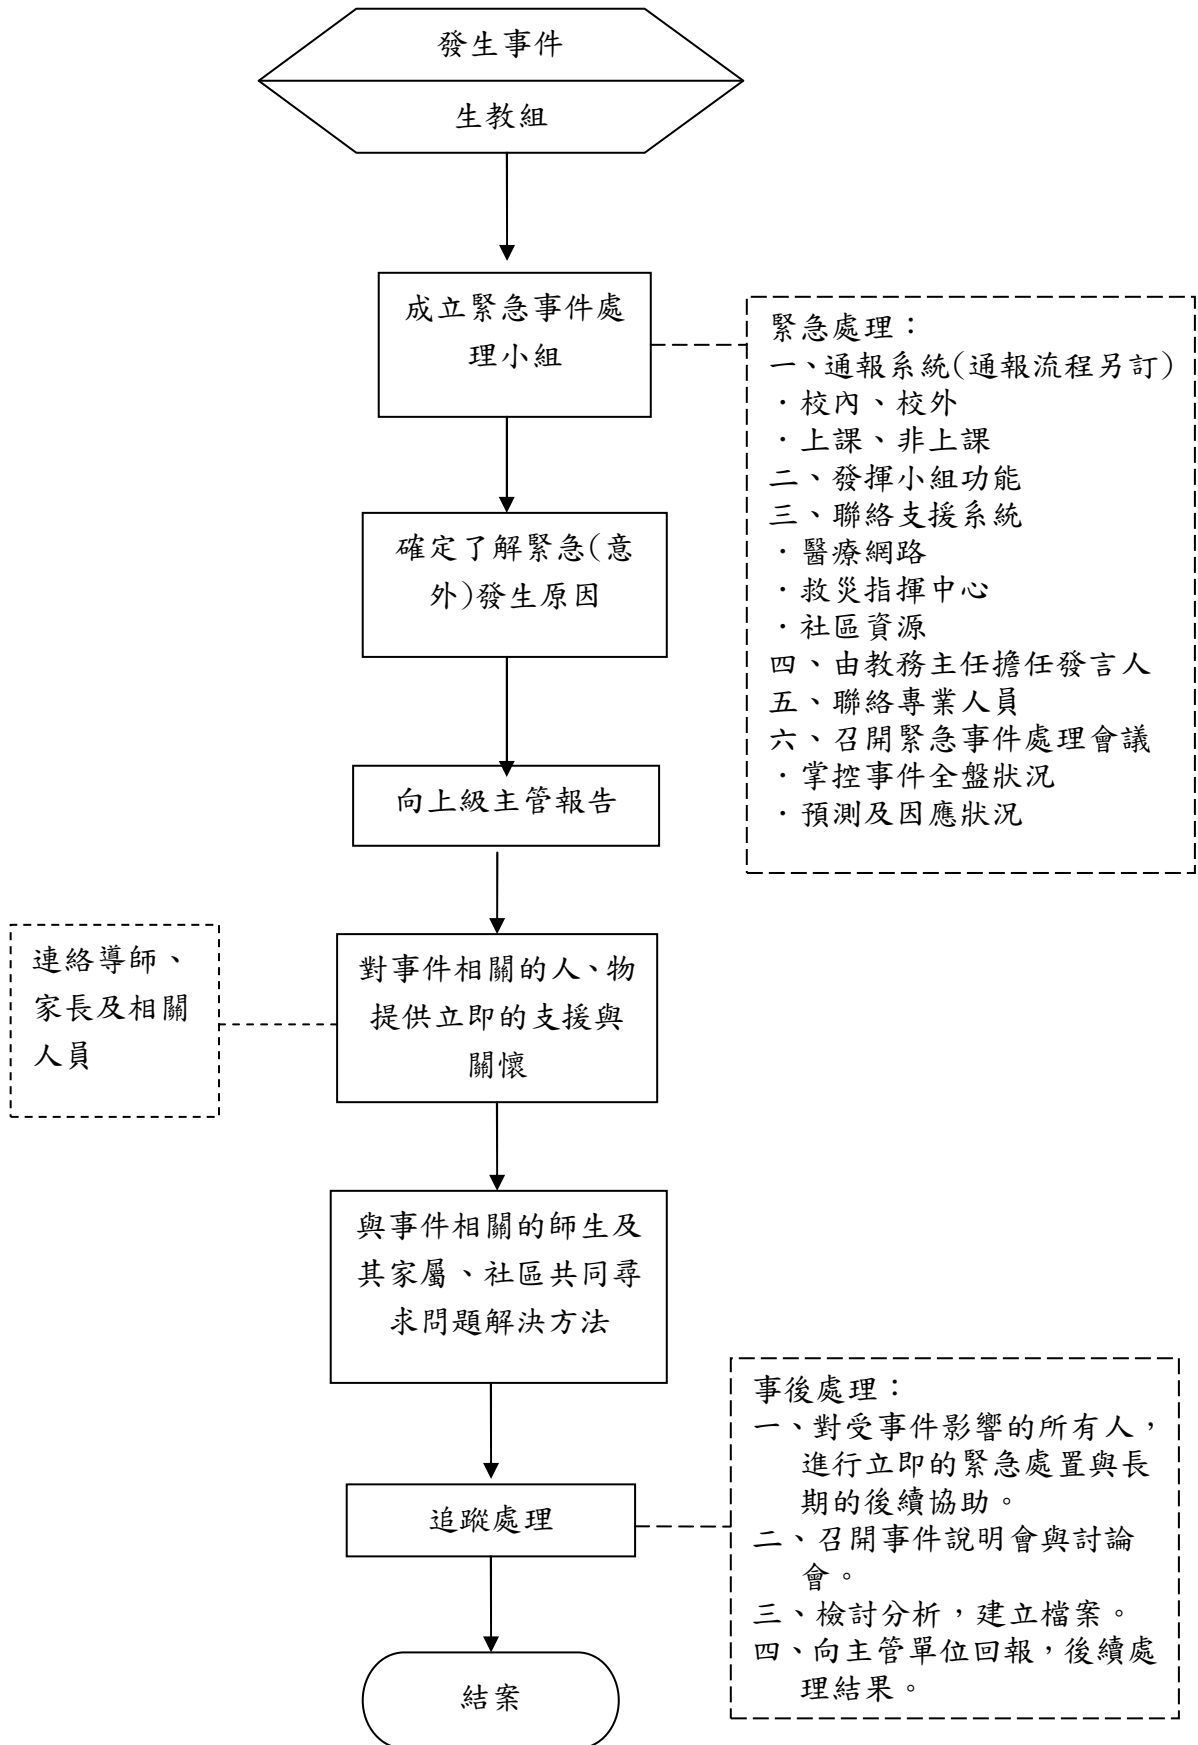 發生事件
生教組
成立緊急事件處
理小組
緊急處理：
一、通報系統(通報流程另訂)
．校內、校外
．上課、非上課
二、發揮小組功能
三、聯絡支援系統
．醫療網路
．救災指揮中心
．社區資源
四、由教務主任擔任發言人
五、聯絡專業人員
六、召開緊急事件處理會議
．掌控事件全盤狀況
．預測及因應狀況
確定了解緊急(意
外)發生原因
向上級主管報告
連絡導師、
家長及相關
人員
對事件相關的人、物
提供立即的支援與
關懷
與事件相關的師生及
其家屬、社區共同尋
求問題解決方法
追蹤處理
事後處理：
一、對受事件影響的所有人，
進行立即的緊急處置與長
期的後續協助。
二、召開事件說明會與討論
會。
三、檢討分析，建立檔案。
四、向主管單位回報，後續處
理結果。
結案